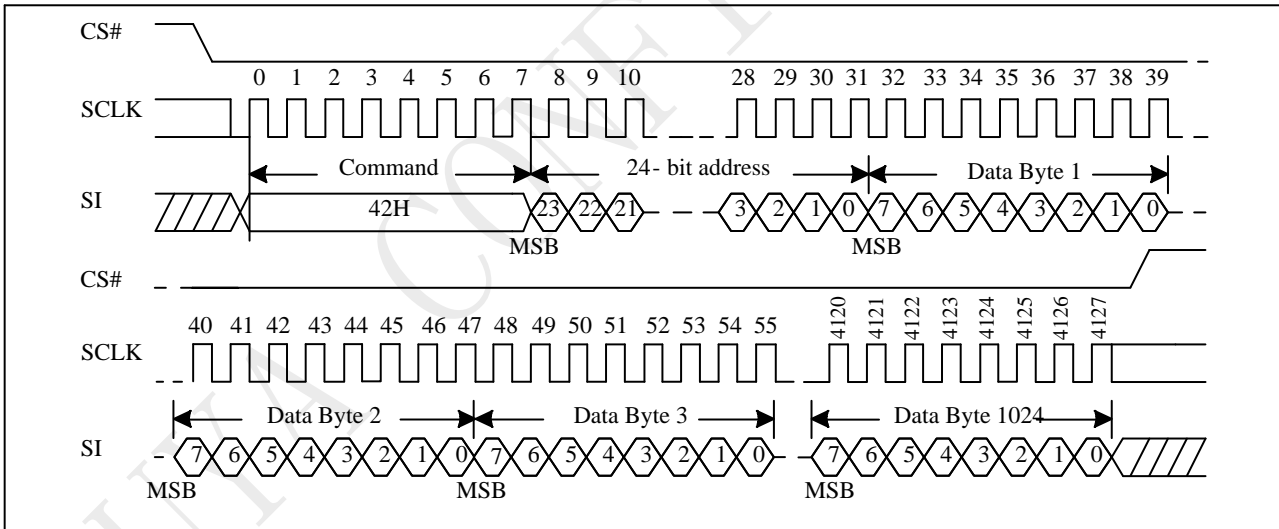 CS#
0 1 2 3 4 5 6 7 8 9 10 28 29 30 31 32 33 34 35 36 37 38 39
SCLK
Command 24- bit address Data Byte 1
SI
42H 23 22 21 3 2 1 0 7 6 5 4 3 2 1 0
MSB MSB
CS#
40 41 42 43 44 45 46 47 48 49 50 51 52 53 54 55 4120 4121 4122 4123 4124 4125 4126 4127
SCLK
Data Byte 2 Data Byte 3 Data Byte 1024
SI
7 6 5 4 3 2 1 0 7 6 5 4 3 2 1 0 7 6 5 4 3 2 1 0
MSB MSB MSB